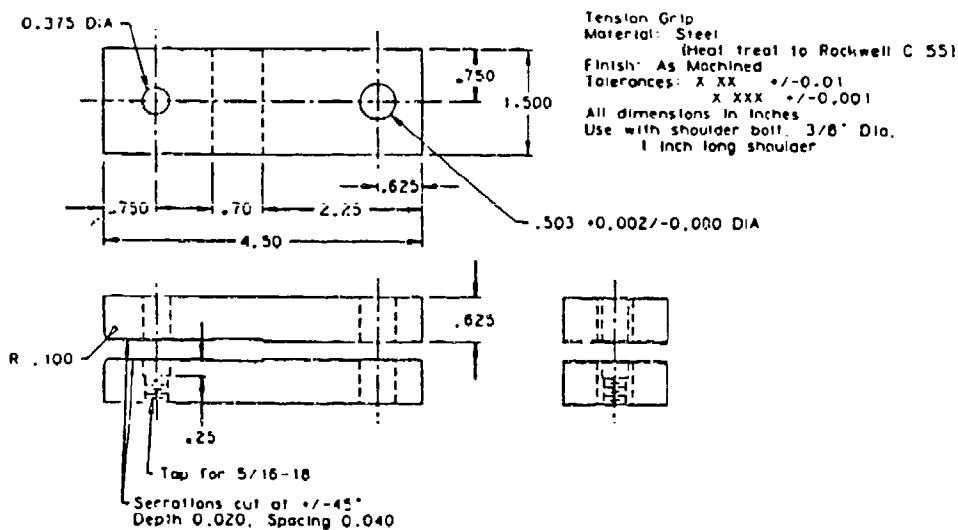 0.375 DIA
Tension Grip
Material: Steel
(Heat treat to Rockwell C 55)
Finish: As Machined
Tolerances: X.XX +/-0.01
X.XXX +/-0.001
All dimensions in inches
Use with shoulder bolt, 3/8" Dia,
1 inch long shoulder
.750
1.500
.625
.750
.70
2.25
.503 +0.002/-0.000 DIA
4.50
.625
R .100
.25
Tap for 5/16-18
Serrations cut at +/-45°
Depth 0.020, Spacing 0.040